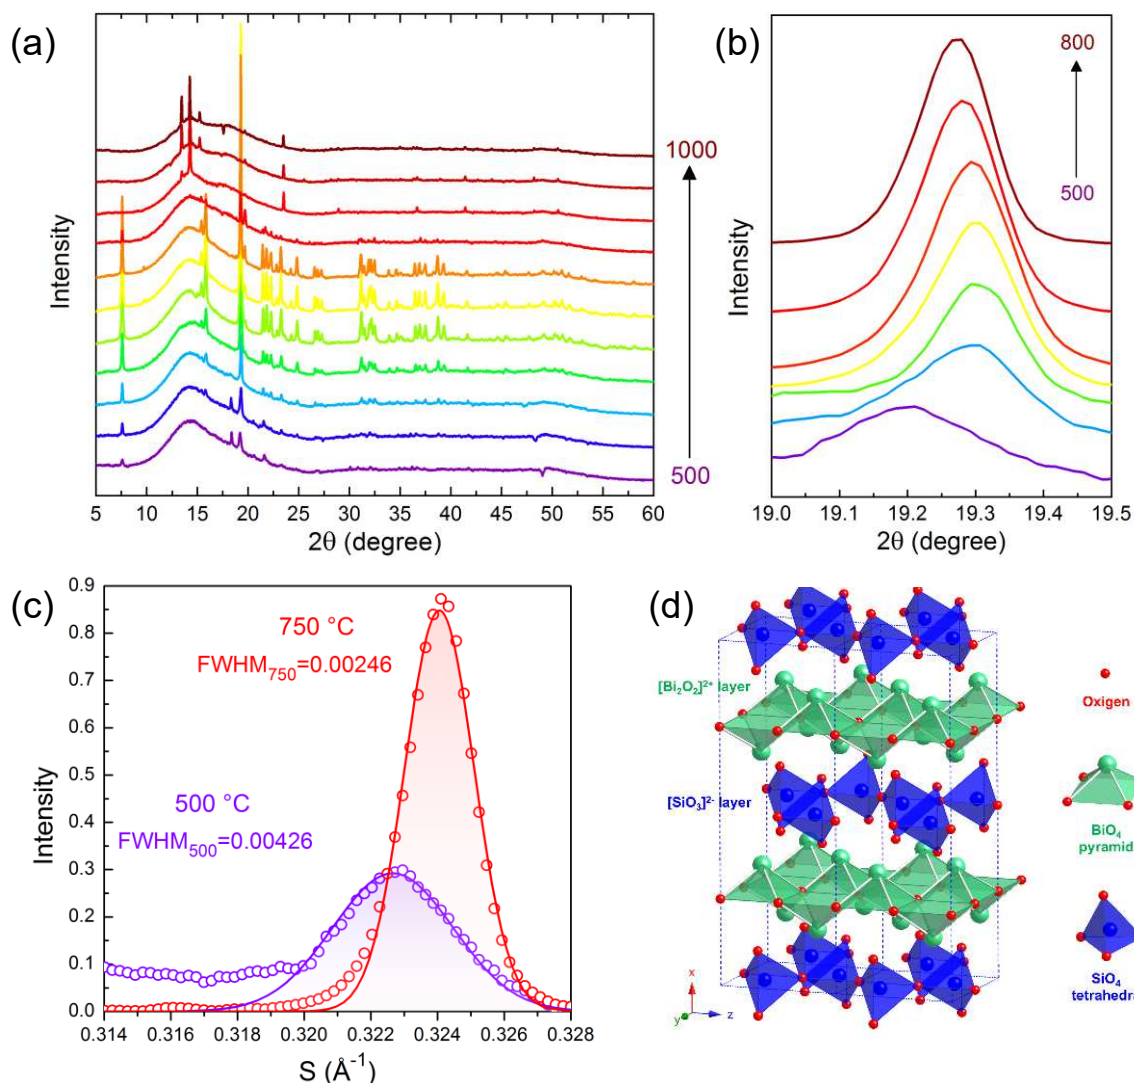 (a)
Intensity
1000
500
5 10 15 20 25 30 35 40 45 50 55 60
2θ (degree)
(b)
Intensity
800
500
19.0 19.1 19.2 19.3 19.4 19.5
2θ (degree)
(c)
Intensity
0.9
0.8
0.7
0.6
0.5
0.4
0.3
0.2
0.1
0.0
750 °C
FWHM750=0.00246
500 °C
FWHM500=0.00426
0.314 0.316 0.318 0.320 0.322 0.324 0.326 0.328
S (Å-1)
(d)
[Bi2O2]2+ layer
[SiO3]2- layer
x
y
z
Oxigen
BiO4
pyramid
SiO4
tetrahedra